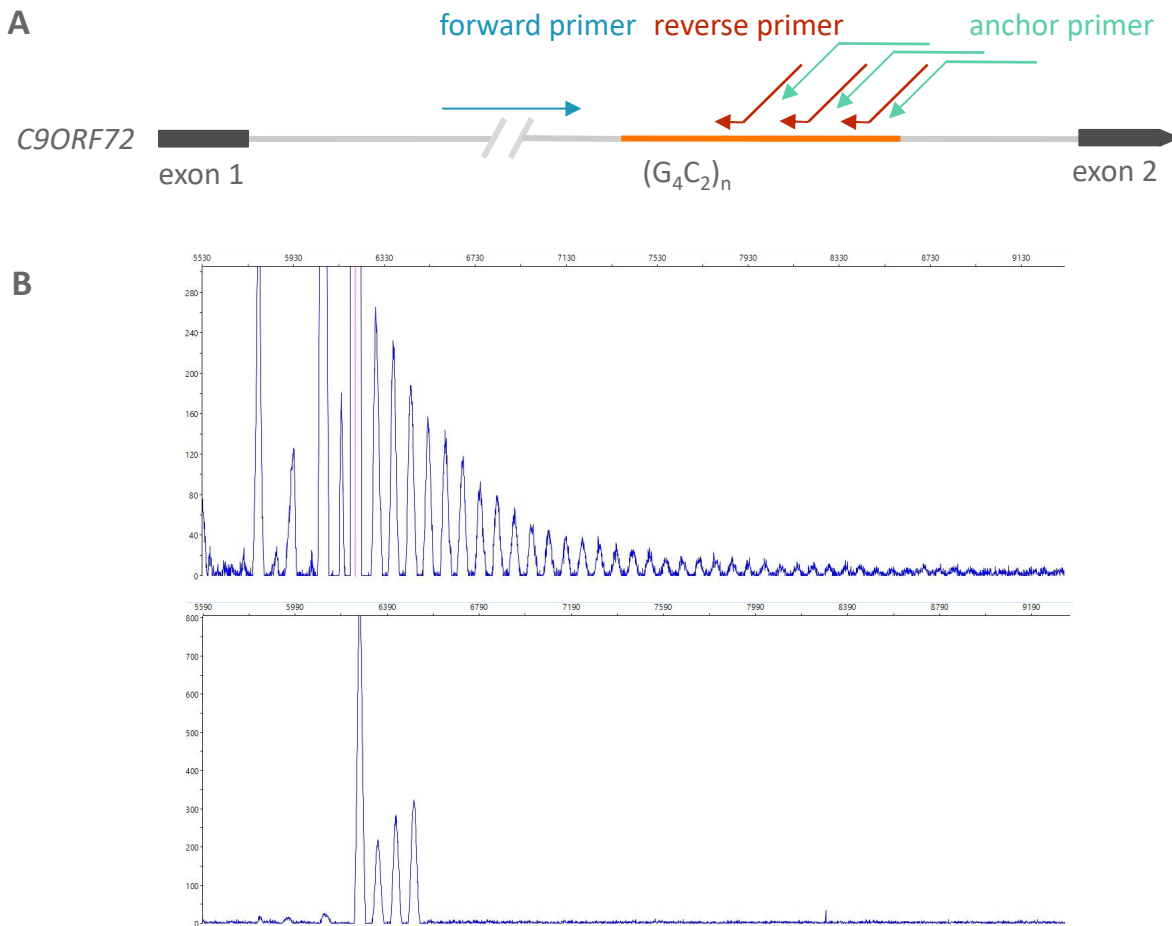 A
forward primer reverse primer anchor primer
C9ORF72
exon 1
(G₄C₂)ₙ
exon 2
B
5530 5930 6330 6730 7130 7530 7930 8330 8730 9130
280
240
200
160
120
80
40
0
5590 5990 6390 6790 7190 7590 7990 8390 8790 9190
800
700
600
500
400
300
200
100
0